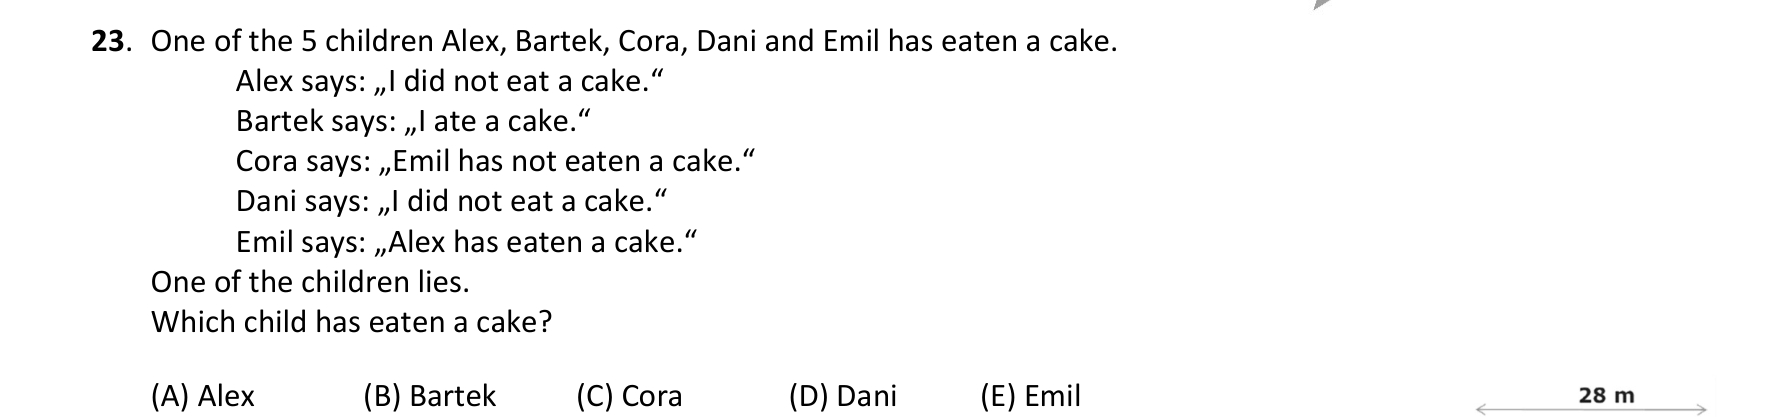 23. One of the 5 children Alex, Bartek, Cora, Dani and Emil has eaten a cake.
Alex says: „I did not eat a cake.“
Bartek says: „I ate a cake.“
Cora says: „Emil has not eaten a cake.“
Dani says: „I did not eat a cake.“
Emil says: „Alex has eaten a cake.“
One of the children lies.
Which child has eaten a cake?
(A) Alex (B) Bartek (C) Cora (D) Dani (E) Emil
28 m